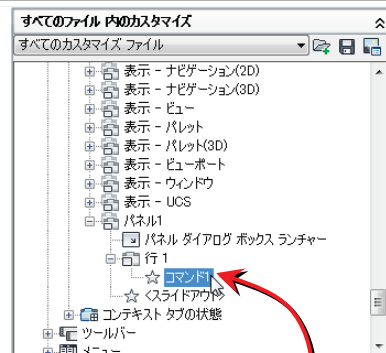 すべてのファイル 内のカスタマイズ
すべてのカスタマイズ ファイル
表示 - ナビゲーション(2D)
表示 - ナビゲーション(3D)
表示 - ビュー
表示 - パレット
表示 - パレット(3D)
表示 - ビューポート
表示 - ウィンドウ
表示 - UCS
パネル1
パネル ダイアログ ボックス ランチャー
行 1
コマンド1
<スライドアウト>
コンテキスト タブの状態
ツールバー
メニュー